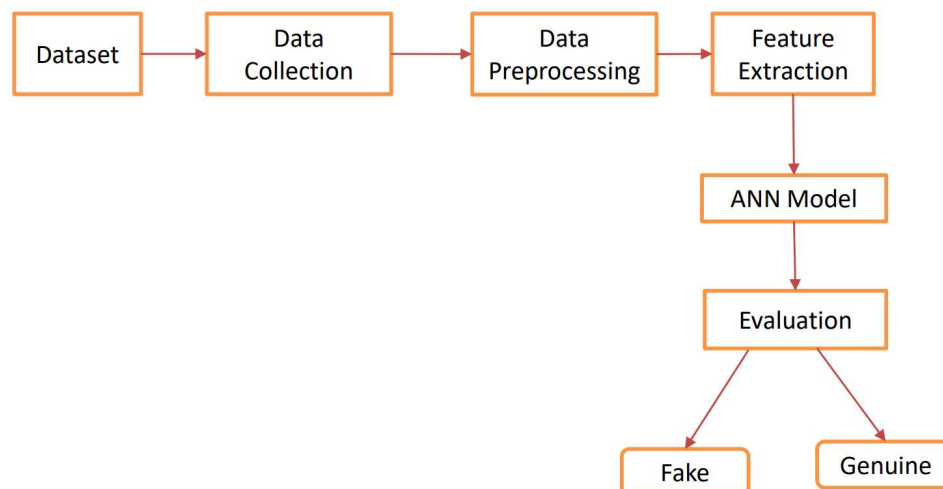 Dataset
Data
Collection
Data
Preprocessing
Feature
Extraction
ANN Model
Evaluation
Fake
Genuine